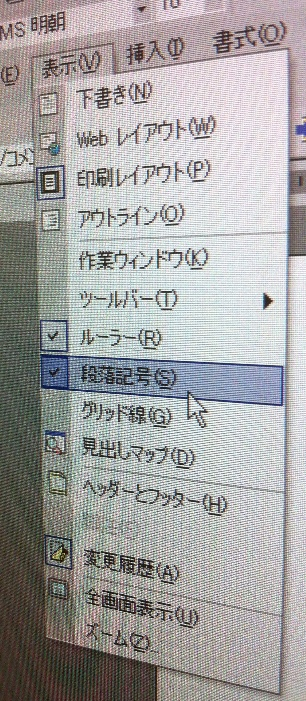 MS 明朝
10
(E) 表示(V) 挿入(I) 書式(O)
下書き(N)
Web レイアウト(W)
印刷レイアウト(P)
アウトライン(O)
作業ウィンドウ(K)
ツールバー(T)
ルーラー(R)
段落記号(S)
グリッド線(G)
見出しマップ(D)
ヘッダーとフッター(H)
変更履歴(A)
全画面表示(U)
ズーム(Z)